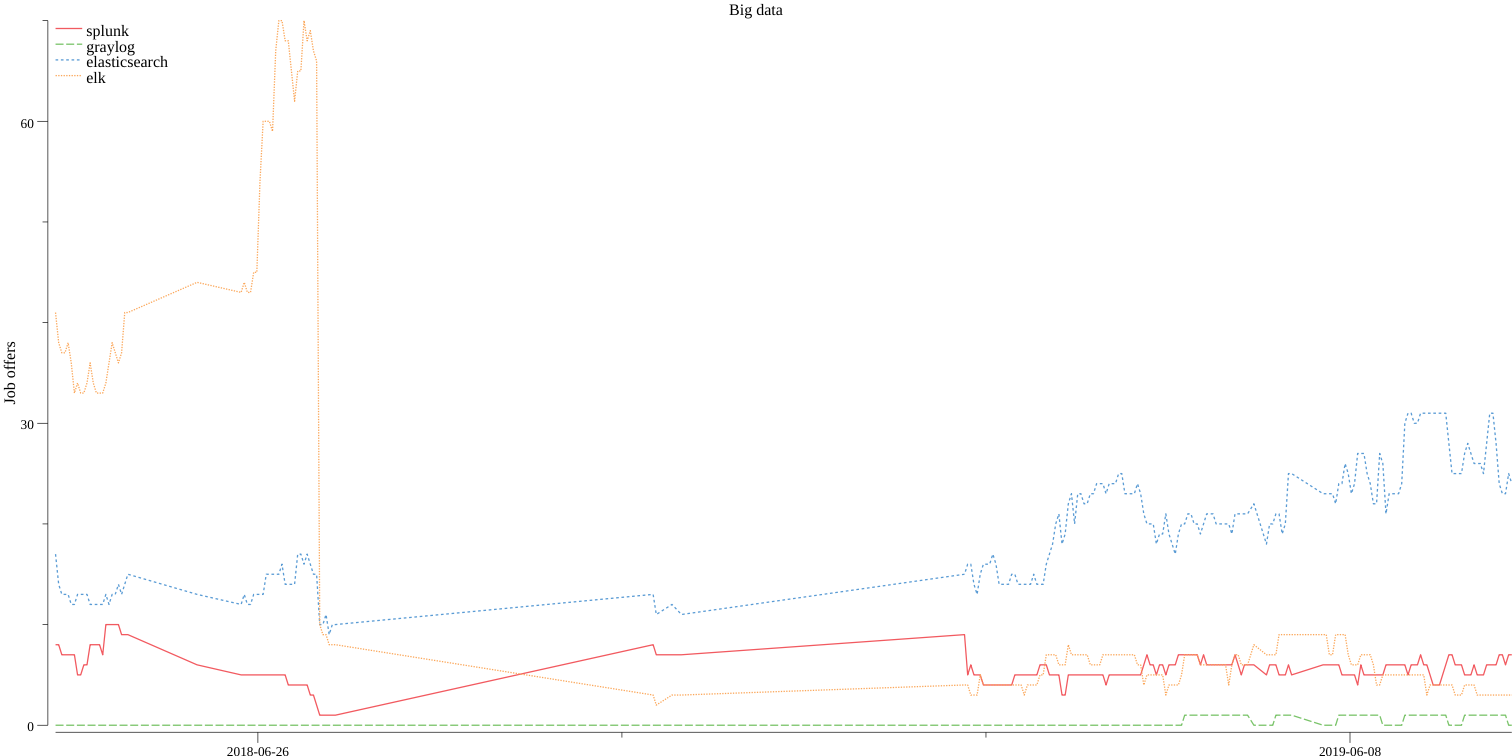 Big data
splunk
graylog
elasticsearch
elk
60
Job offers
30
0
2018-06-26
2019-06-08